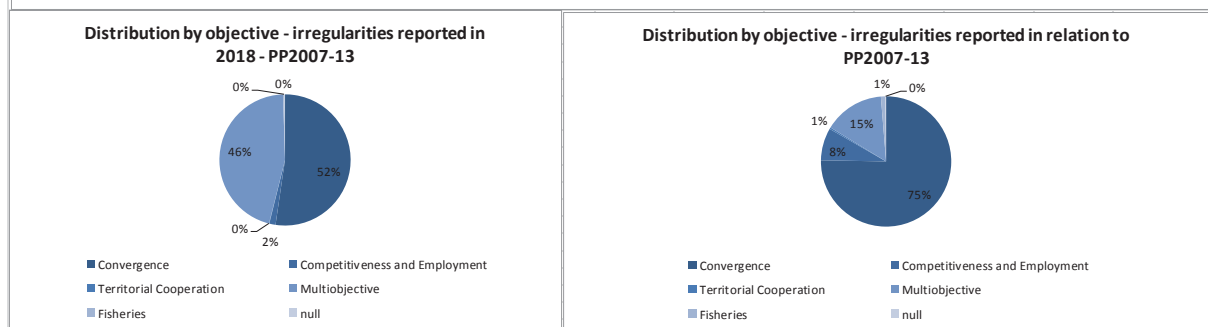 Distribution by objective - irregularities reported in
2018 - PP2007-13
0%
0%
46%
52%
0%
2%
Convergence
Competitiveness and Employment
Territorial Cooperation
Multiobjective
Fisheries
null
Distribution by objective - irregularities reported in relation to
PP2007-13
1%
0%
1%
15%
8%
75%
Convergence
Competitiveness and Employment
Territorial Cooperation
Multiobjective
Fisheries
null